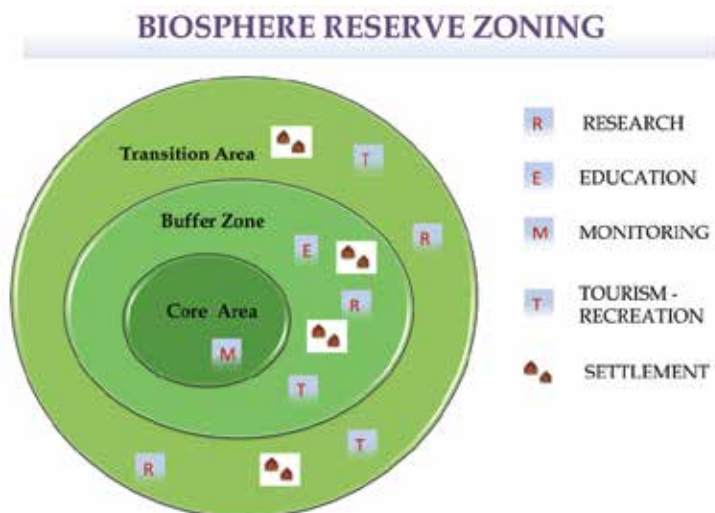 BIOSPHERE RESERVE ZONING
Transition Area
T
Buffer Zone
R
E
R
Core Area
M
T
T
R
R RESEARCH
E EDUCATION
M MONITORING
T TOURISM -
RECREATION
SETTLEMENT